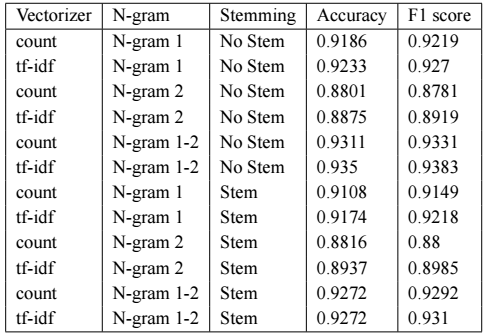 Vectorizer N-gram Stemming Accuracy F1 score
count N-gram 1 No Stem 0.9186 0.9219
tf-idf N-gram 1 No Stem 0.9233 0.927
count N-gram 2 No Stem 0.8801 0.8781
tf-idf N-gram 2 No Stem 0.8875 0.8919
count N-gram 1-2 No Stem 0.9311 0.9331
tf-idf N-gram 1-2 No Stem 0.935 0.9383
count N-gram 1 Stem 0.9108 0.9149
tf-idf N-gram 1 Stem 0.9174 0.9218
count N-gram 2 Stem 0.8816 0.88
tf-idf N-gram 2 Stem 0.8937 0.8985
count N-gram 1-2 Stem 0.9272 0.9292
tf-idf N-gram 1-2 Stem 0.9272 0.931